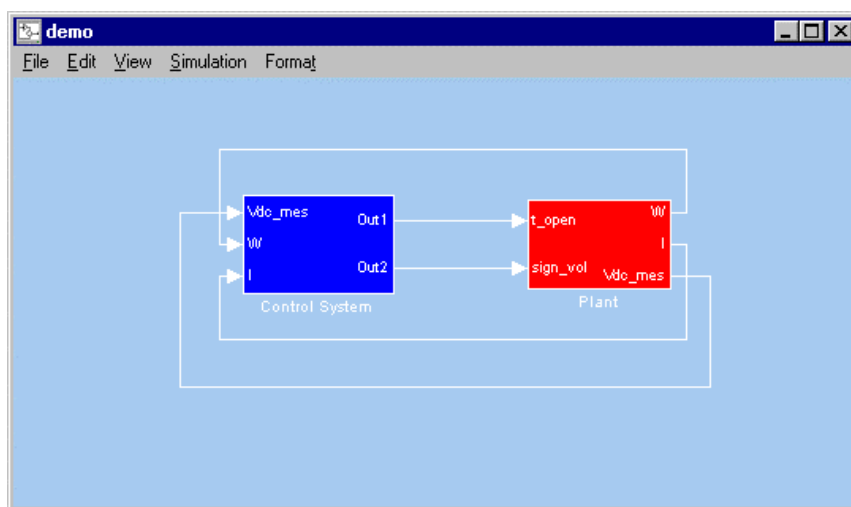 demo
File Edit View Simulation Format
Vdc_mes
W
I
Out1
Out2
Control System
t_open
sign_vol
W
I
Vdc_mes
Plant